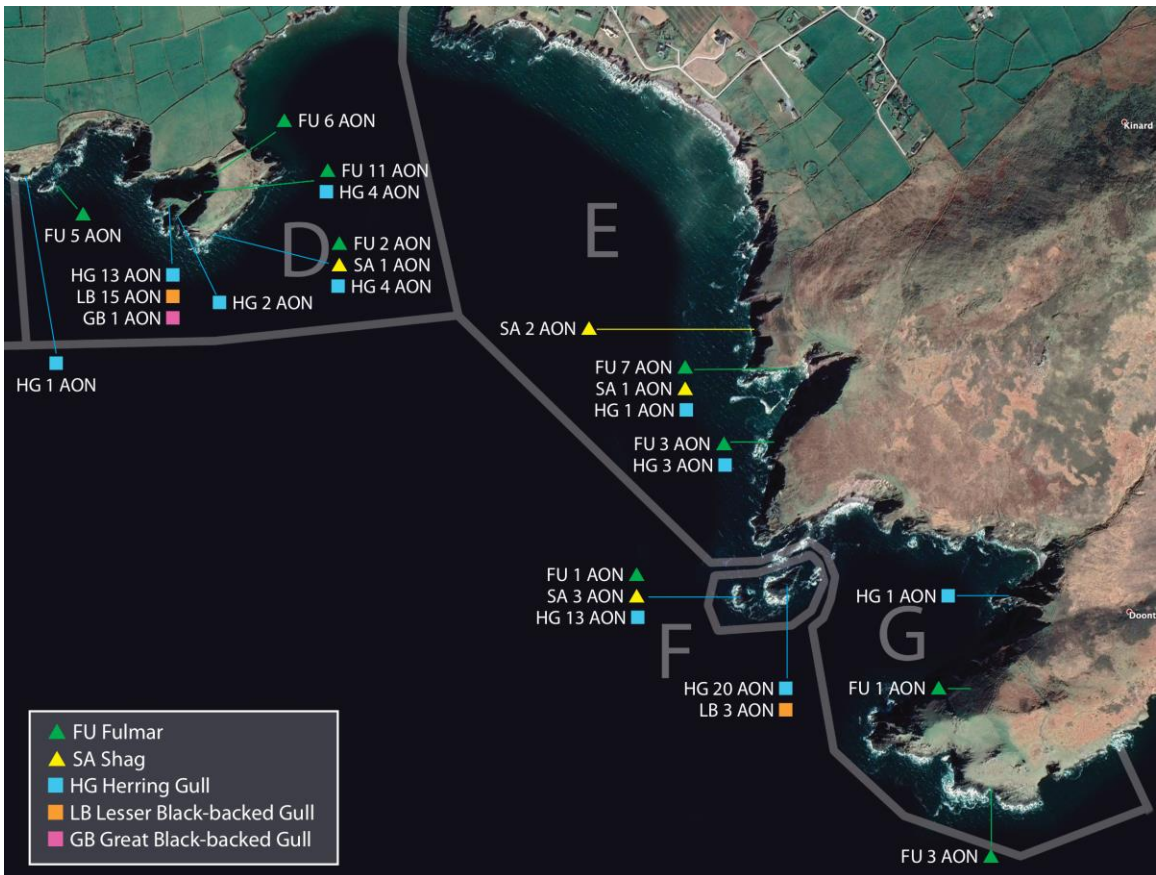 FU 6 AON
FU 11 AON
HG 4 AON
FU 5 AON
D
FU 2 AON
SA 1 AON
HG 4 AON
HG 13 AON
LB 15 AON
GB 1 AON
HG 2 AON
HG 1 AON
E
Kinard
SA 2 AON
FU 7 AON
SA 1 AON
HG 1 AON
FU 3 AON
HG 3 AON
FU 1 AON
SA 3 AON
HG 13 AON
F
HG 20 AON
LB 3 AON
HG 1 AON
G
Doont
FU 1 AON
FU 3 AON
FU Fulmar
SA Shag
HG Herring Gull
LB Lesser Black-backed Gull
GB Great Black-backed Gull